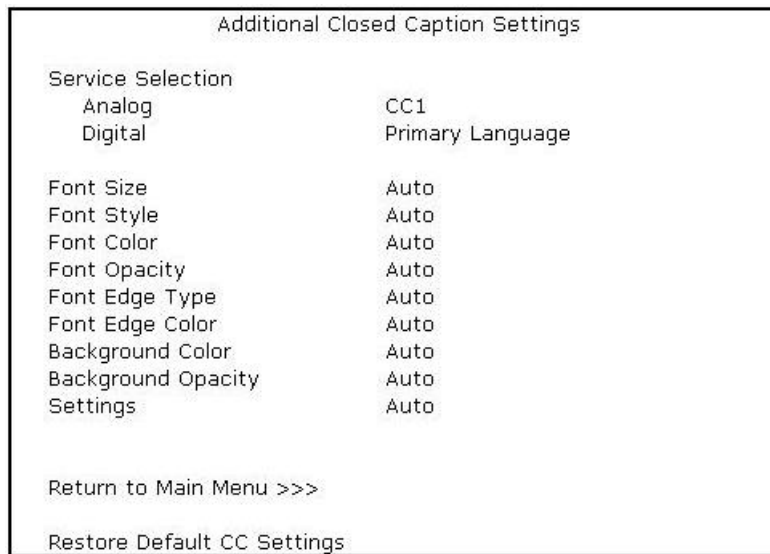 Additional Closed Caption Settings
Service Selection
Analog CC1
Digital Primary Language
Font Size Auto
Font Style Auto
Font Color Auto
Font Opacity Auto
Font Edge Type Auto
Font Edge Color Auto
Background Color Auto
Background Opacity Auto
Settings Auto
Return to Main Menu >>>
Restore Default CC Settings